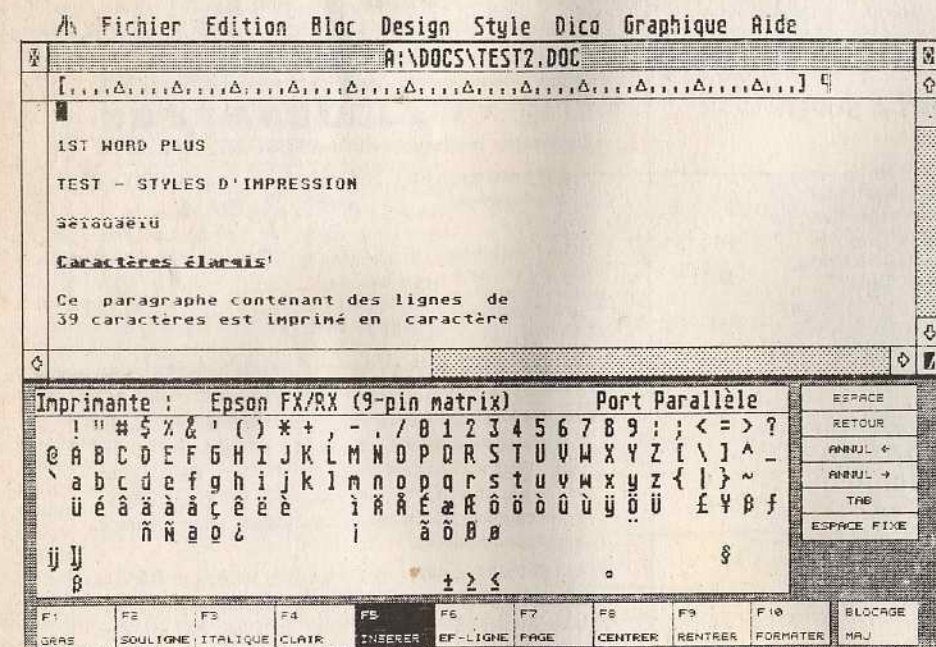 Fichier Edition Bloc Design Style Dico Graphique Aide
A:\DOCS\TEST2.DOC
1ST WORD PLUS
TEST - STYLES D'IMPRESSION
âêîôûäëïü
Caractères élargis
Ce paragraphe contenant des lignes de
39 caractères est imprimé en caractère
Imprimante : Epson FX/RX (9-pin matrix) Port Parallèle
! " # $ % & ' ( ) * + , - . / 0 1 2 3 4 5 6 7 8 9 : ; < = > ?
@ A B C D E F G H I J K L M N O P Q R S T U V W X Y Z [ \ ] ^ _
` a b c d e f g h i j k l m n o p q r s t u v w x y z { | } ~
ü é â ä à å ç ê ë è ì Ä Å É æ Æ ô ö ò û ù ÿ Ö Ü £ ¥ β ƒ
ñ Ñ ª º ¿ ¡ ã õ Ø ø
ij IJ §
β ± ≥ ≤ °
ESPACE
RETOUR
ANNUL ←
ANNUL →
TAB
ESPACE FIXE
F1 F2 F3 F4 F5 F6 F7 F8 F9 F10 BLOCAGE
GRAS SOULIGNE ITALIQUE CLAIR INSERER EF-LIGNE PAGE CENTRER RENTRER FORMATER MAJ